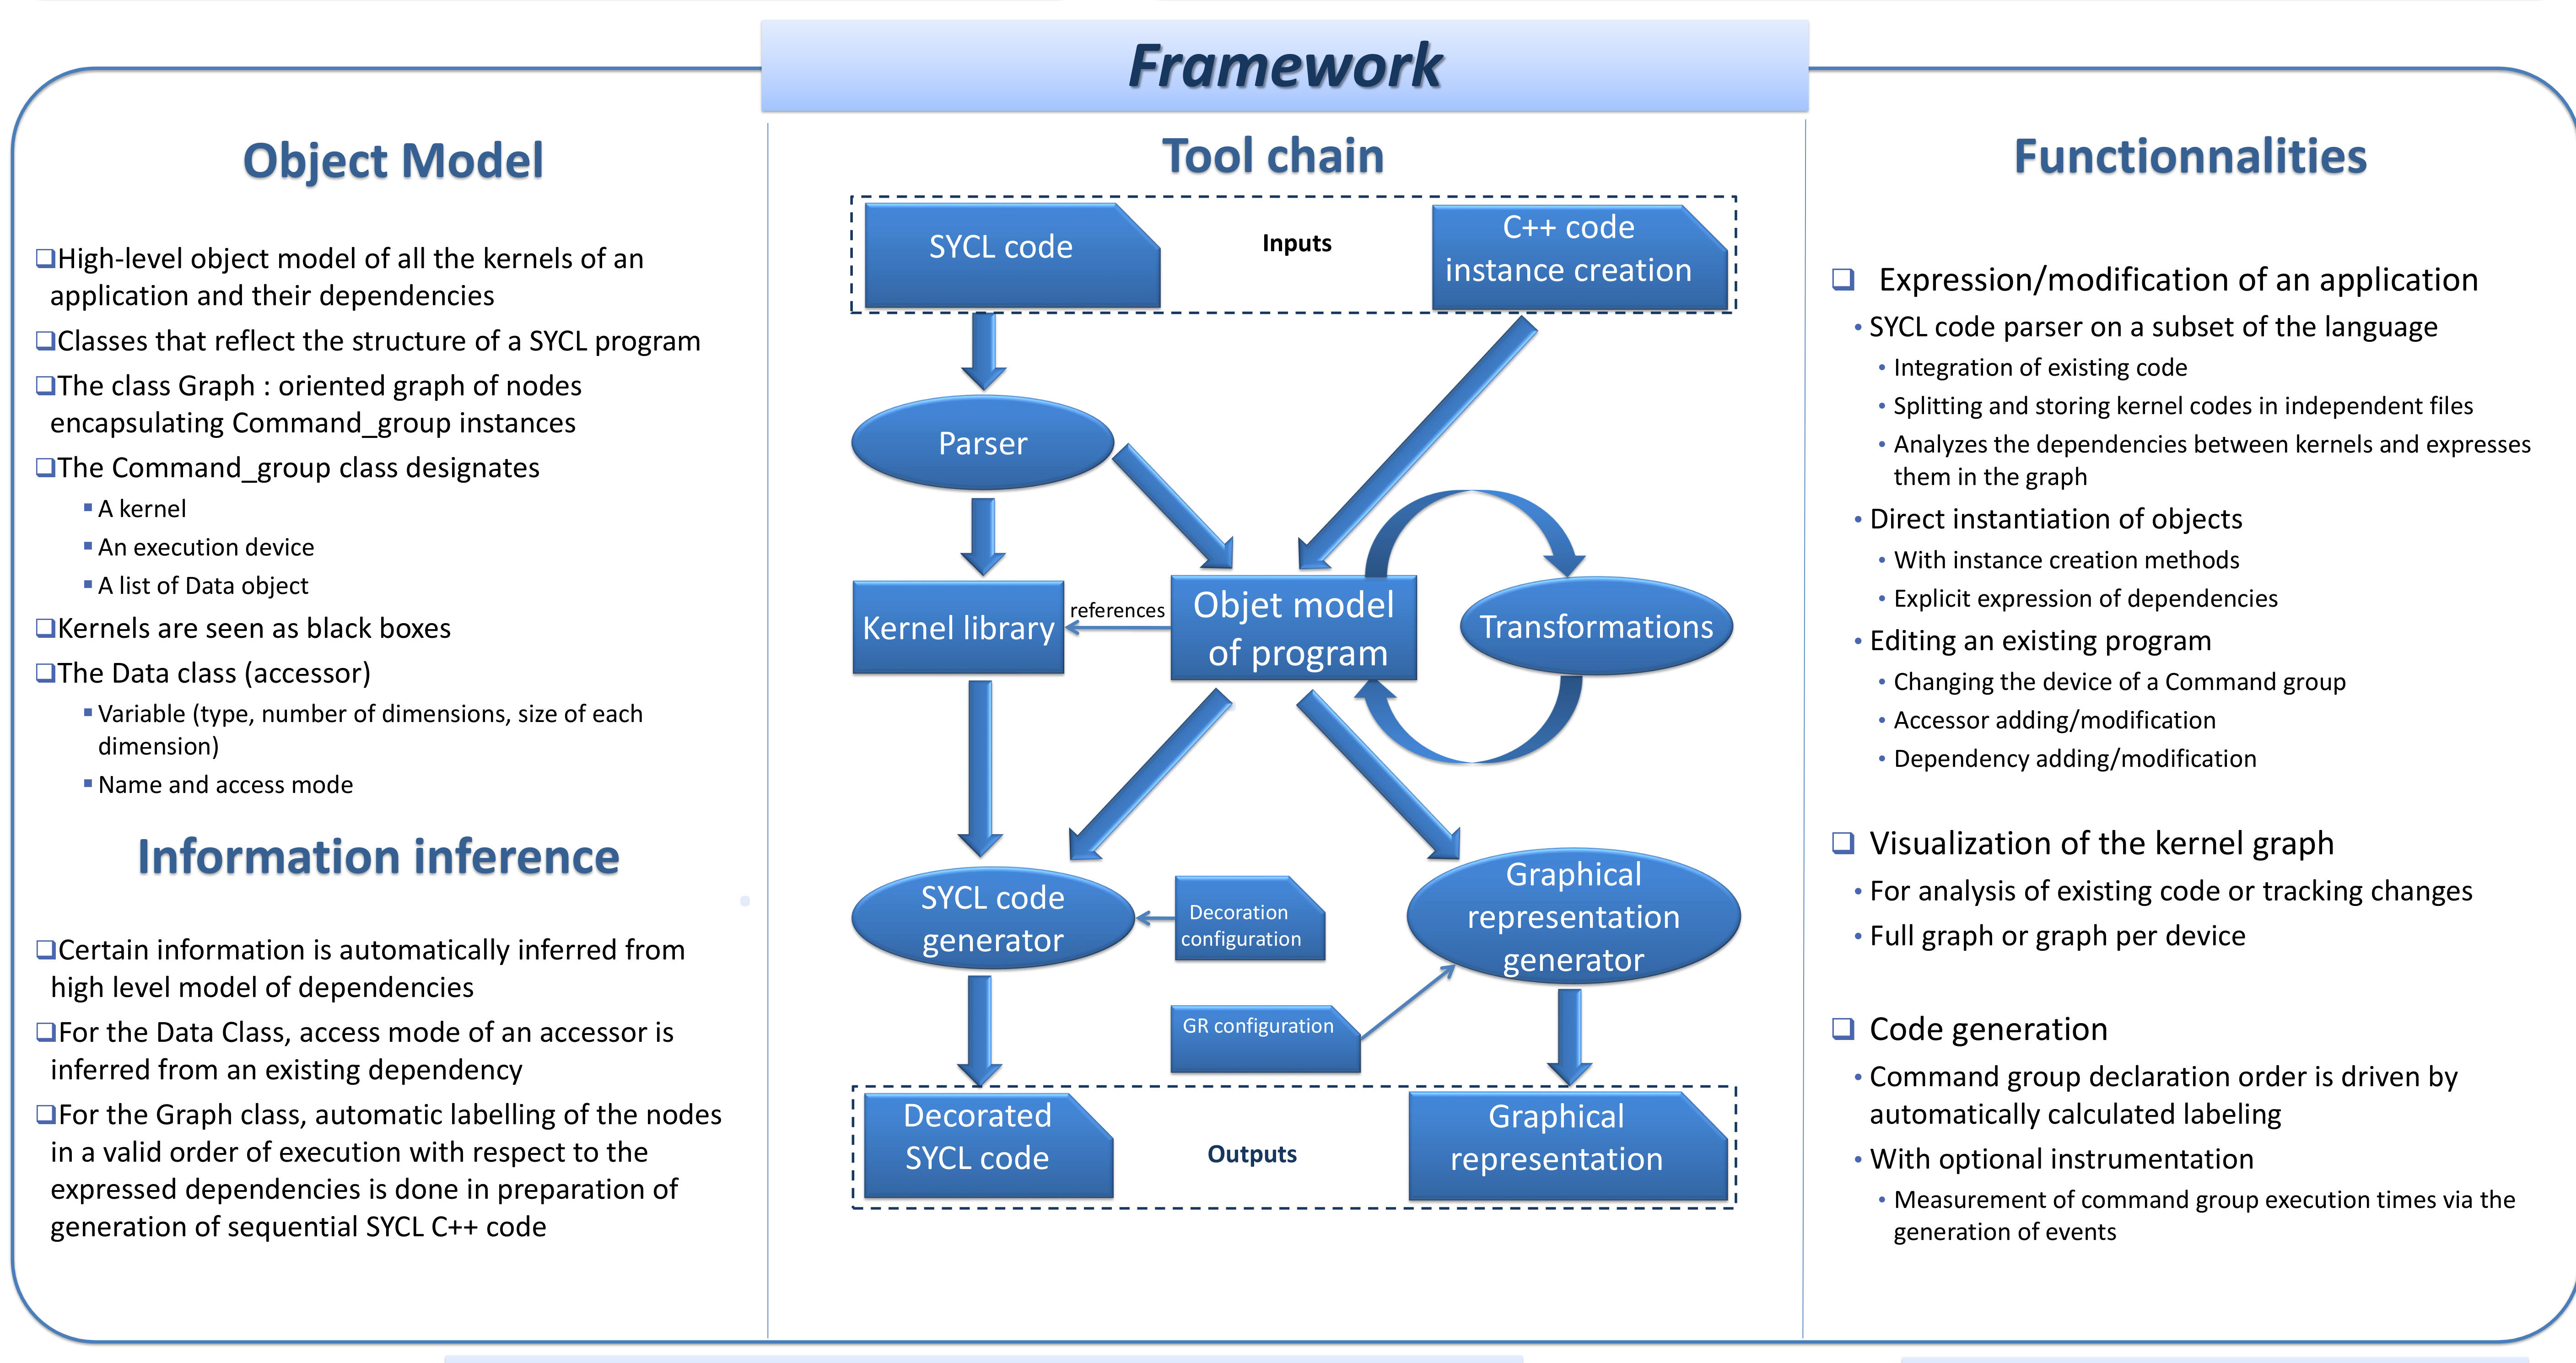 Framework
Object Model
❑High-level object model of all the kernels of an
application and their dependencies
❑Classes that reflect the structure of a SYCL program
❑The class Graph : oriented graph of nodes
encapsulating Command_group instances
❑The Command_group class designates
▪ A kernel
▪ An execution device
▪ A list of Data object
❑Kernels are seen as black boxes
❑The Data class (accessor)
▪ Variable (type, number of dimensions, size of each
dimension)
▪ Name and access mode
Information inference
❑Certain information is automatically inferred from
high level model of dependencies
❑For the Data Class, access mode of an accessor is
inferred from an existing dependency
❑For the Graph class, automatic labelling of the nodes
in a valid order of execution with respect to the
expressed dependencies is done in preparation of
generation of sequential SYCL C++ code
Tool chain
SYCL code
Inputs
C++ code
instance creation
Parser
Kernel library
references
Objet model
of program
Transformations
SYCL code
generator
Decoration
configuration
Graphical
representation
generator
GR configuration
Decorated
SYCL code
Outputs
Graphical
representation
Functionnalities
❑ Expression/modification of an application
• SYCL code parser on a subset of the language
• Integration of existing code
• Splitting and storing kernel codes in independent files
• Analyzes the dependencies between kernels and expresses
them in the graph
• Direct instantiation of objects
• With instance creation methods
• Explicit expression of dependencies
• Editing an existing program
• Changing the device of a Command group
• Accessor adding/modification
• Dependency adding/modification
❑ Visualization of the kernel graph
• For analysis of existing code or tracking changes
• Full graph or graph per device
❑ Code generation
• Command group declaration order is driven by
automatically calculated labeling
• With optional instrumentation
• Measurement of command group execution times via the
generation of events